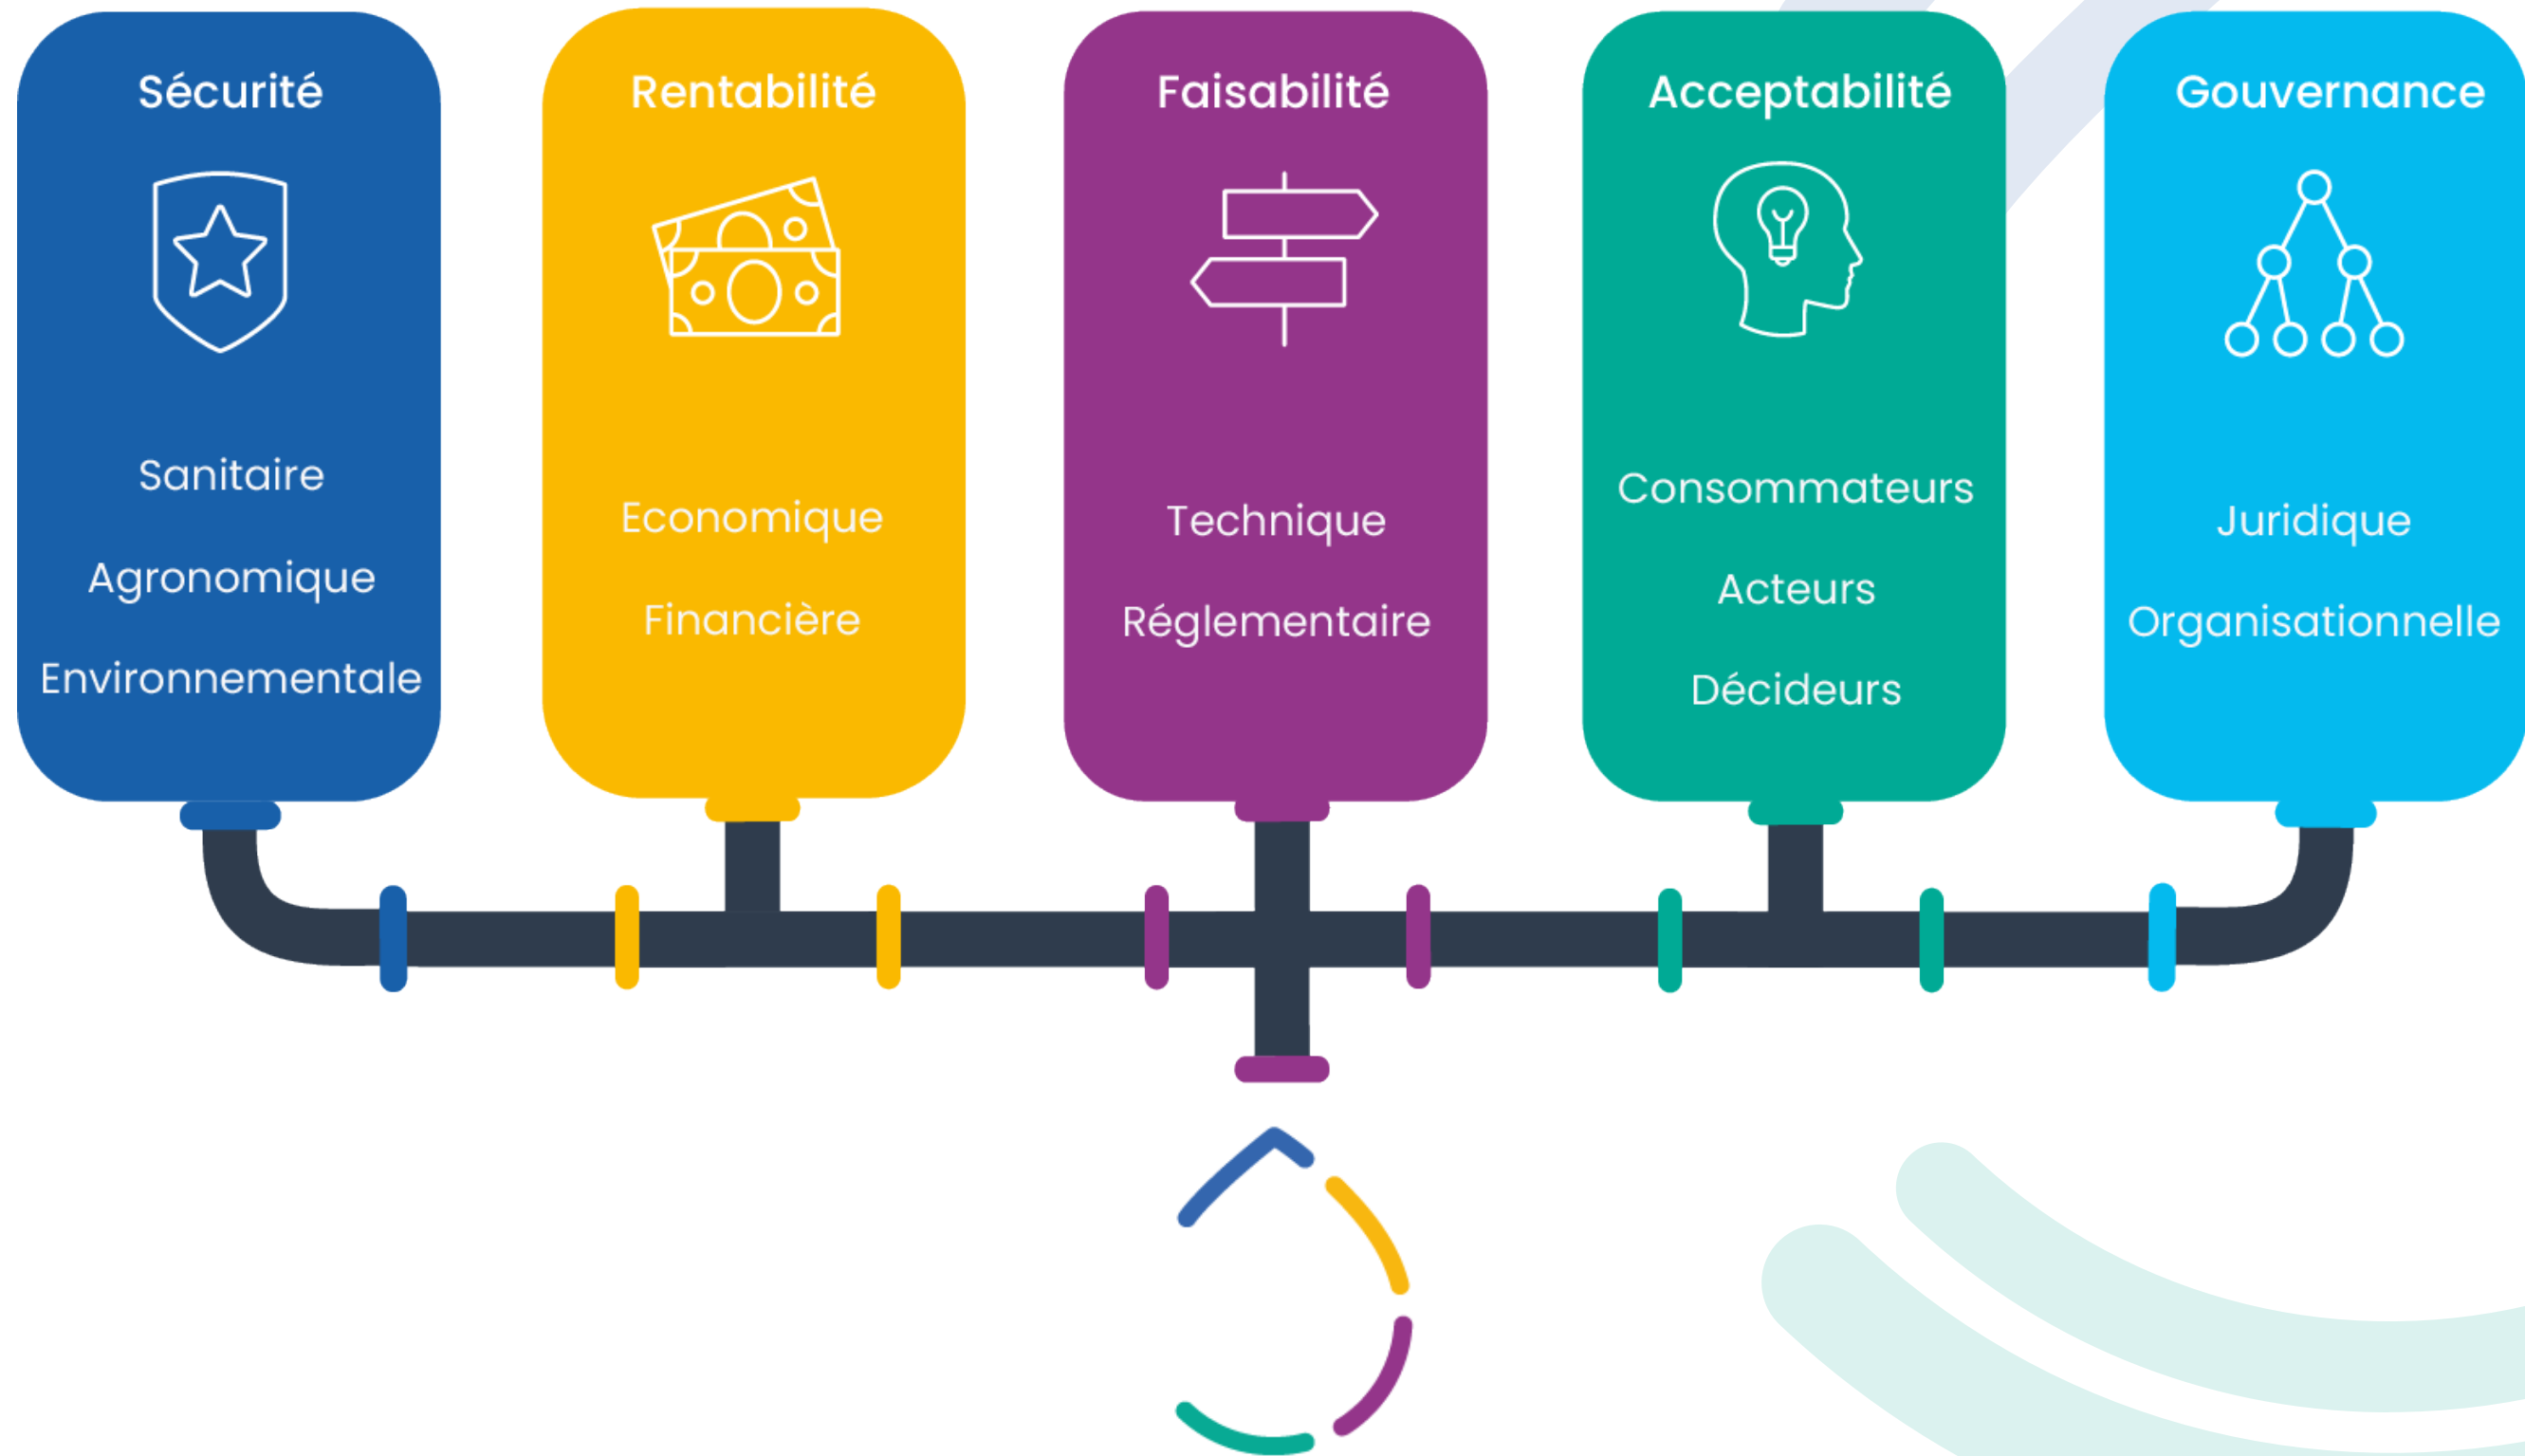 Sécurité
Sanitaire
Agronomique
Environnementale
Rentabilité
Economique
Financière
Faisabilité
Technique
Réglementaire
Acceptabilité
Consommateurs
Acteurs
Décideurs
Gouvernance
Juridique
Organisationnelle